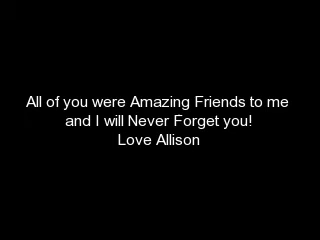 All of you were Amazing Friends to me
and I will Never Forget you!
Love Allison